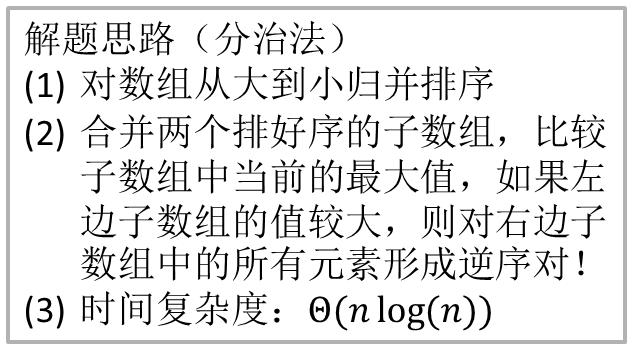 解题思路（分治法）
(1) 对数组从大到小归并排序
(2) 合并两个排好序的子数组，比较
子数组中当前的最大值，如果左
边子数组的值较大，则对右边子
数组中的所有元素形成逆序对！
(3) 时间复杂度：Θ(n log(n))